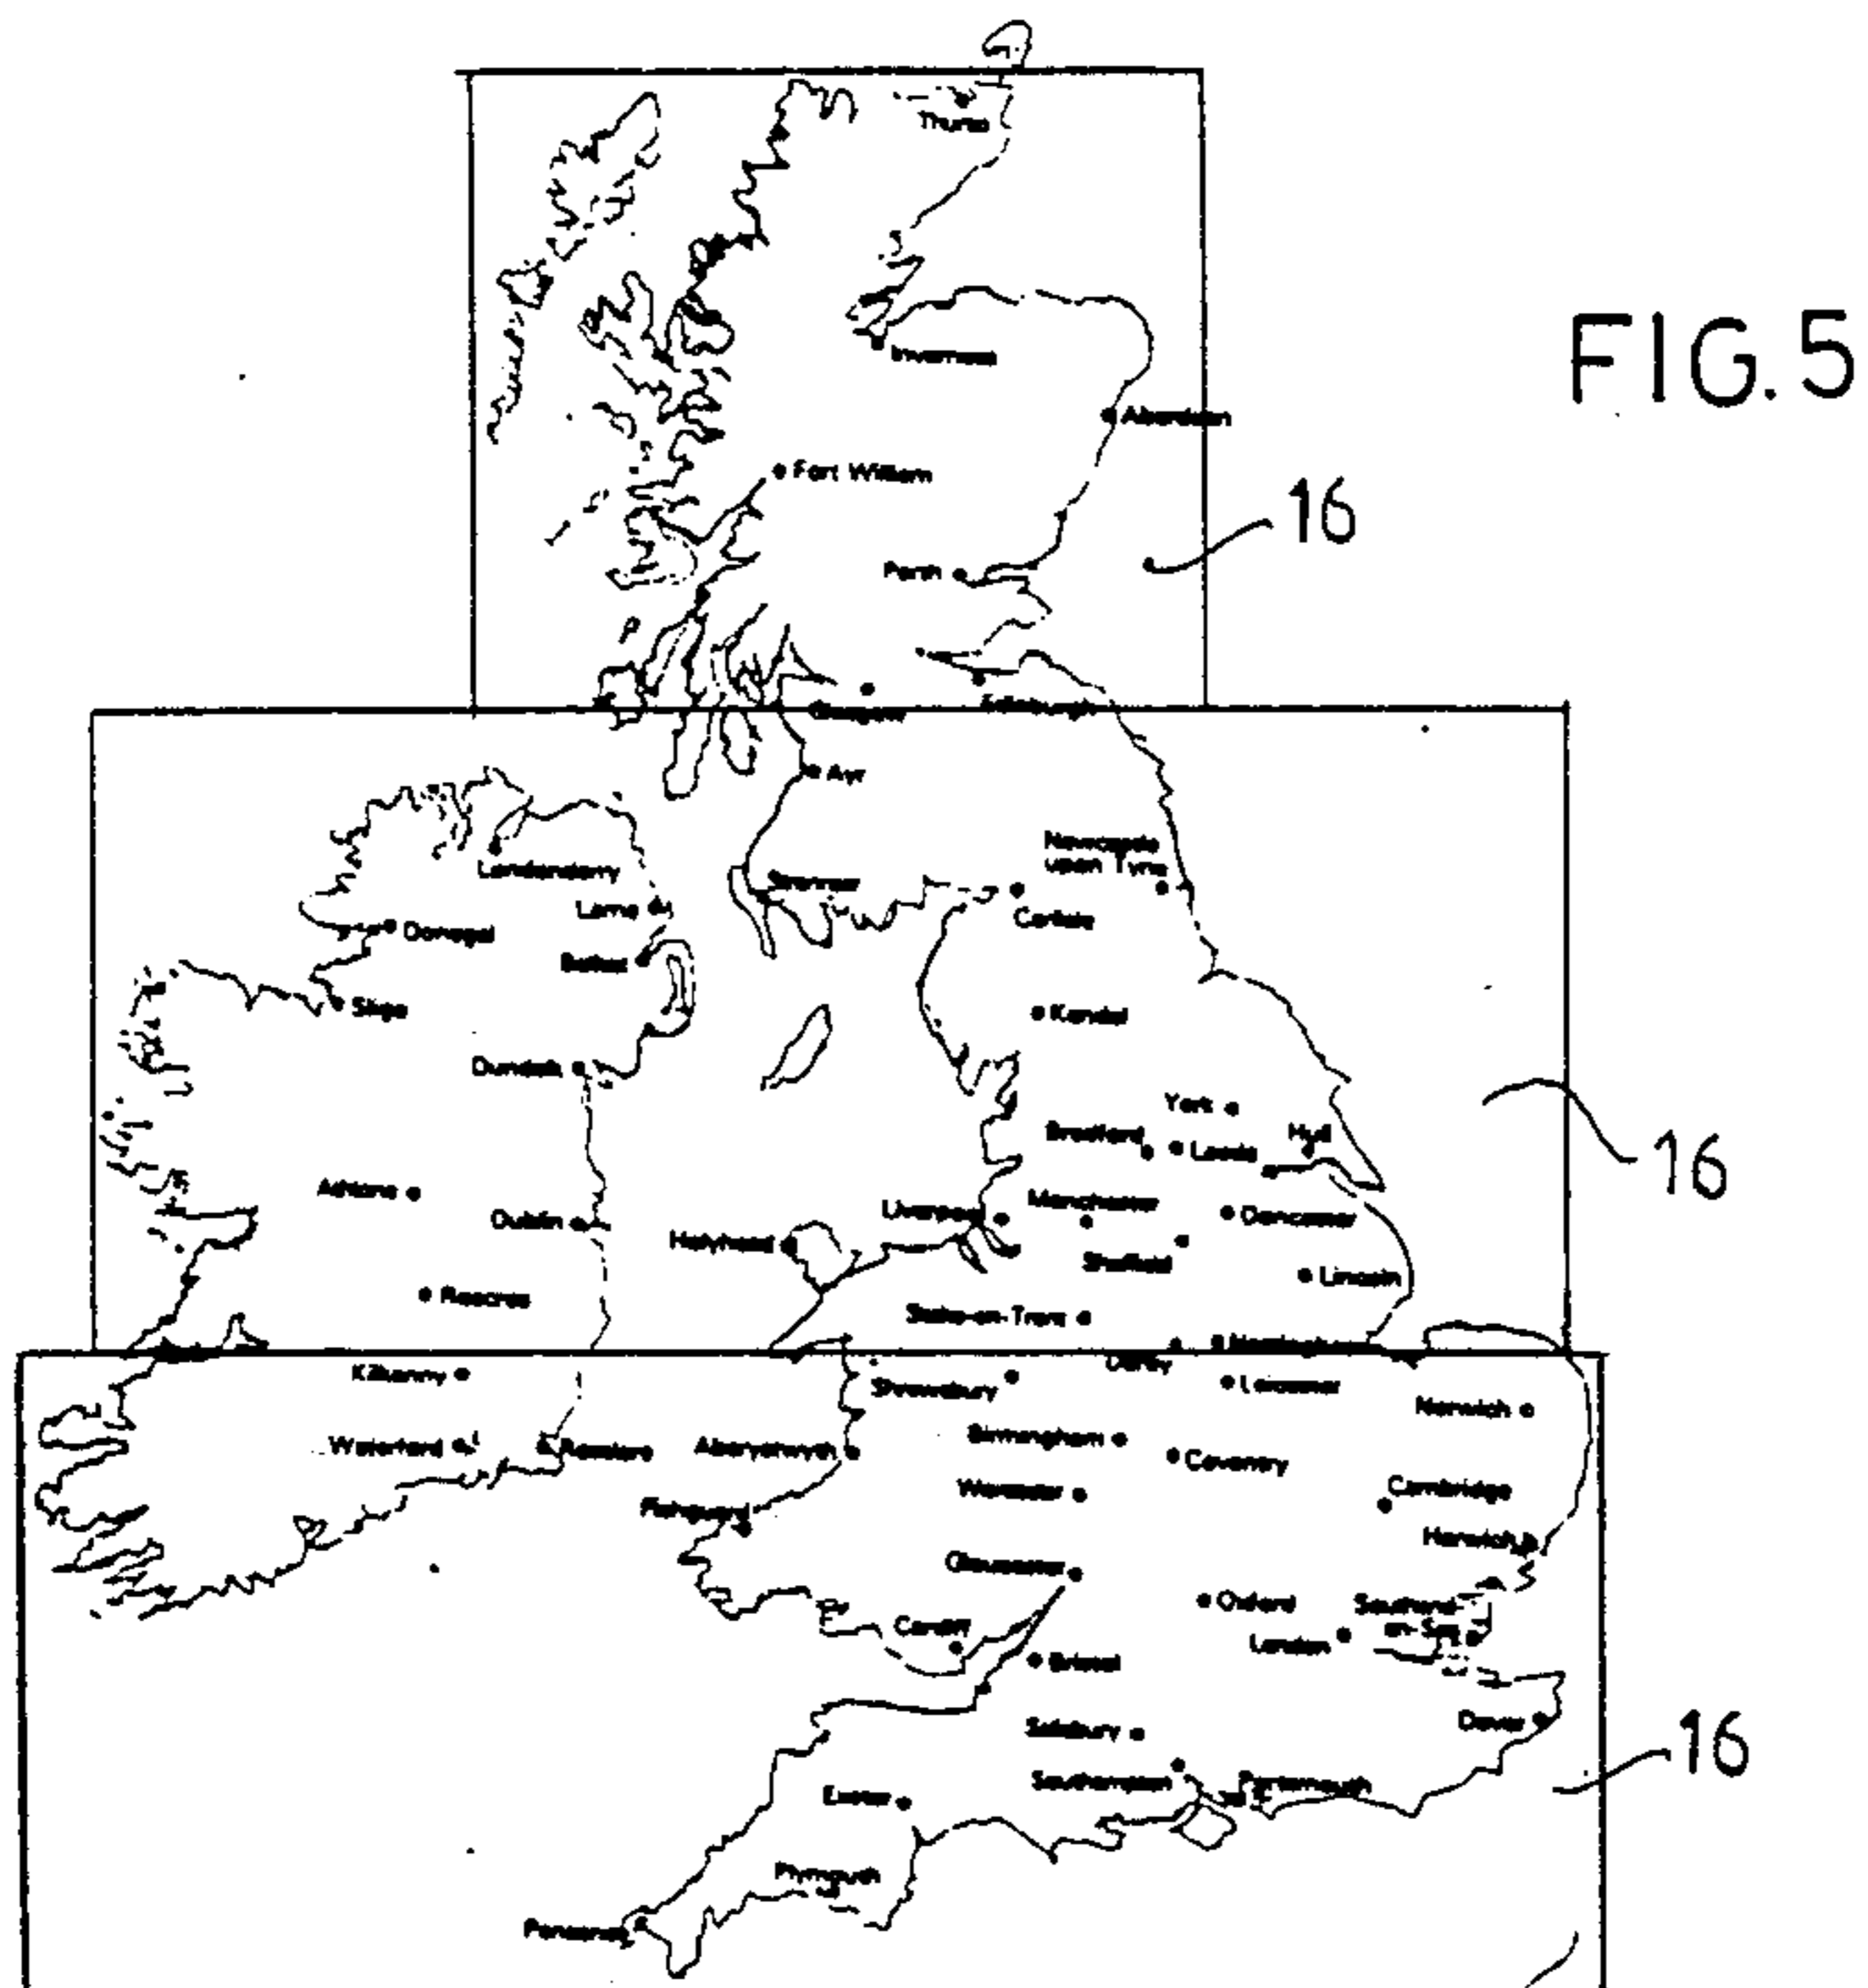 Thurso
FIG.5
Inverness
Aberdeen
Fort William
16
Perth
Glasgow
Edinburgh
Ayr
Newcastle
upon Tyne
Londonderry
Larne
Carlisle
Donegal
Belfast
Sligo
Kendal
Dundalk
York
Bradford
Leeds
Hull
16
Athlone
Manchester
Liverpool
Doncaster
Dublin
Holyhead
Sheffield
Lincoln
Roscrea
Stoke-on-Trent
Derby
Kilkenny
Shrewsbury
Leicester
Norwich
Waterford
Rosslare
Aberystwyth
Birmingham
Coventry
Worcester
Cambridge
Fishguard
Harwich
Gloucester
Oxford
Southend-
on-Sea
Cardiff
London
Bristol
Dover
Salisbury
16
Southampton
Portsmouth
Exeter
Plymouth
Penzance